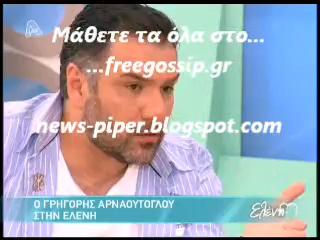 Μάθετε τα όλα στο...
...freegossip.gr
news-piper.blogspot.com
Ο ΓΡΗΓΟΡΗΣ ΑΡΝΑΟΥΤΟΓΛΟΥ
ΣΤΗΝ ΕΛΕΝΗ
Ελένη